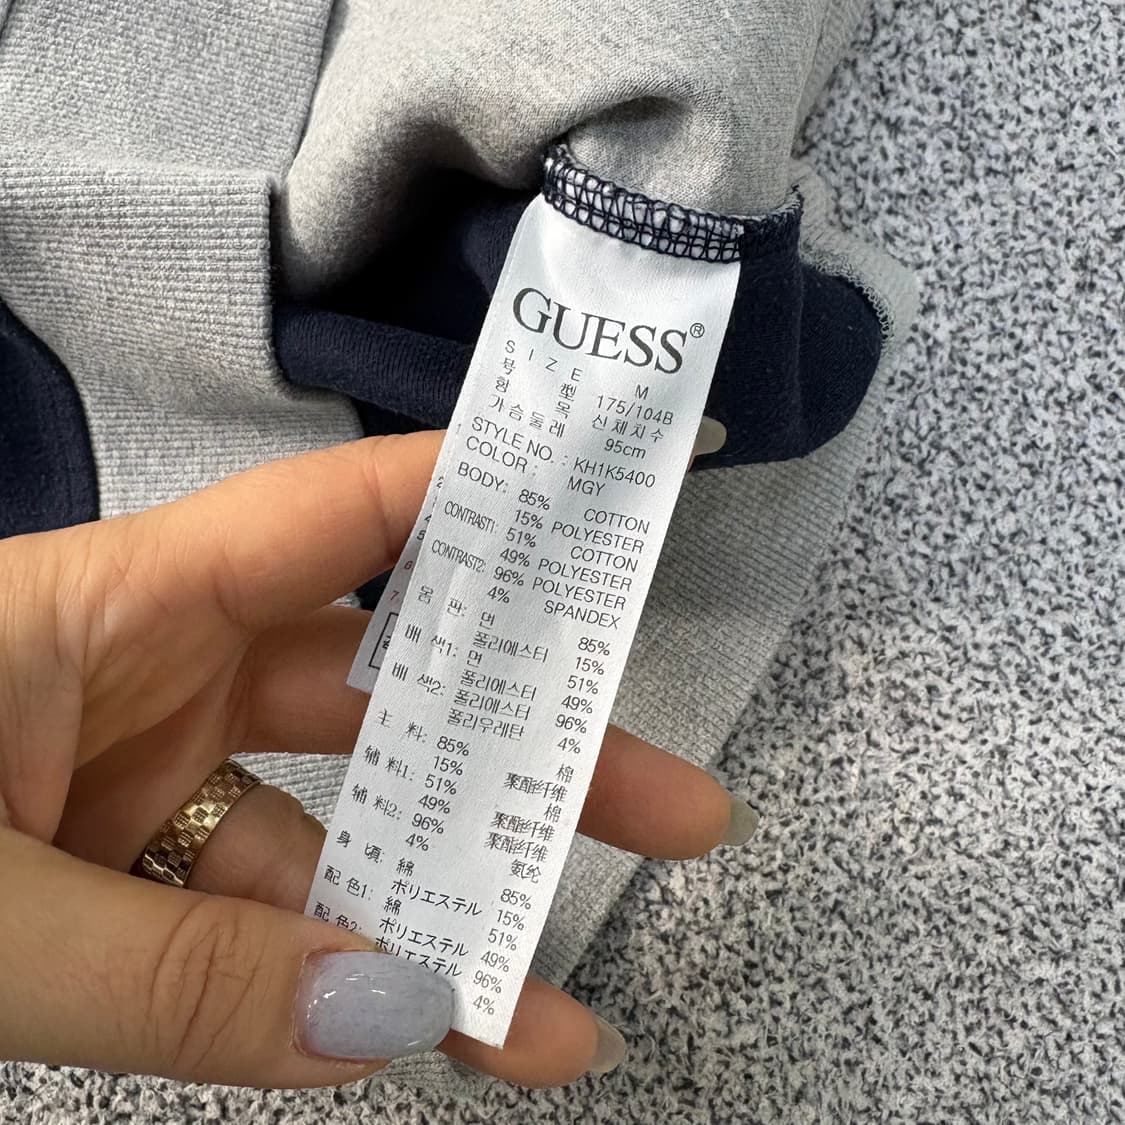 GUESS®
SIZE M
号 型 175/104B
항 목 신체치수
가슴둘레 95cm
STYLE NO. : KH1K5400
COLOR : MGY
BODY: 85% COTTON
15% POLYESTER
CONTRAST1: 51% COTTON
49% POLYESTER
CONTRAST2: 96% POLYESTER
4% SPANDEX
몸 판: 면 85%
폴리에스터 15%
배 색1: 면 51%
폴리에스터 49%
배 색2: 폴리에스터 96%
폴리우레탄 4%
主 料: 85% 棉
15% 聚酯纤维
辅 料1: 51% 棉
49% 聚酯纤维
辅 料2: 96% 聚酯纤维
4% 氨纶
身 頃: 綿 85%
ポリエステル 15%
配 色1: 綿 51%
ポリエステル 49%
配 色2: ポリエステル 96%
4%